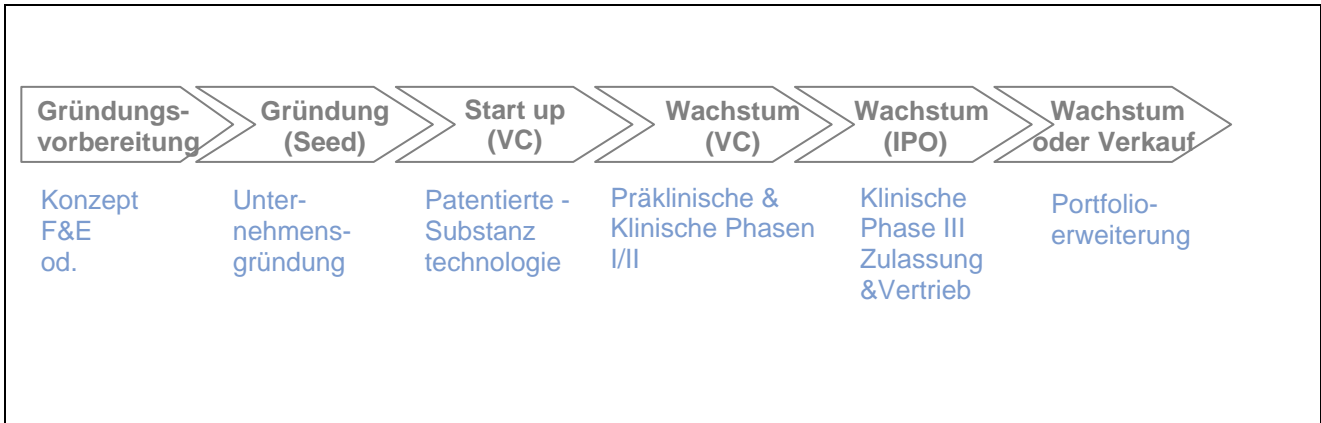 Gründungs-
vorbereitung
Gründung
(Seed)
Start up
(VC)
Wachstum
(VC)
Wachstum
(IPO)
Wachstum
oder Verkauf
Konzept
F&E
od.
Unter-
nehmens-
gründung
Patentierte -
Substanz
technologie
Präklinische &
Klinische Phasen
I/II
Klinische
Phase III
Zulassung
&Vertrieb
Portfolio-
erweiterung